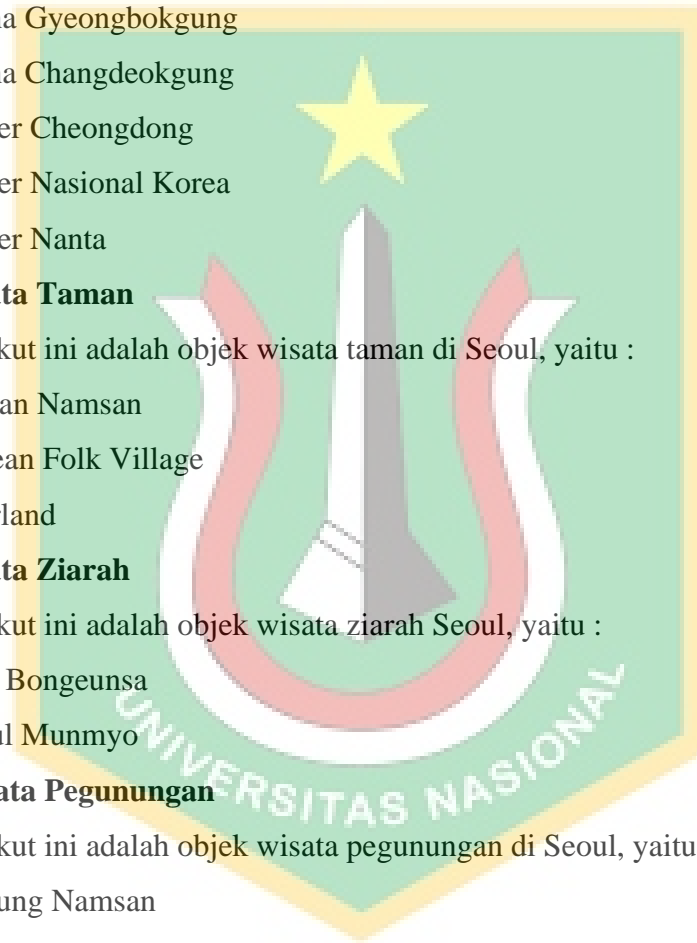 a Gyeongbokgung
a Changdeokgung
er Cheongdong
er Nasional Korea
er Nanta
ta Taman
kut ini adalah objek wisata taman di Seoul, yaitu :
an Namsan
ean Folk Village
rland
ta Ziarah
kut ini adalah objek wisata ziarah Seoul, yaitu :
Bongeunsa
ul Munmyo
ata Pegunungan
kut ini adalah objek wisata pegunungan di Seoul, yaitu
ung Namsan
UNIVERSITAS NASIONAL